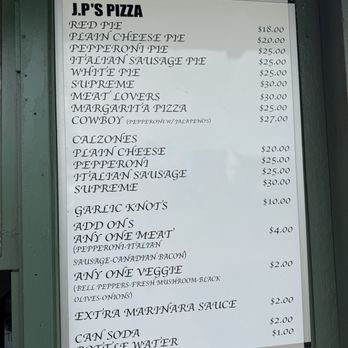 J.P'S PIZZA
RED PIE $18.00
PLAIN CHEESE PIE $20.00
PEPPERONI PIE $25.00
ITALIAN SAUSAGE PIE $25.00
WHITE PIE $25.00
SUPREME $30.00
MEAT LOVERS $30.00
MARGARITA PIZZA $25.00
COWBOY (PEPPERONI W/ JALAPENO'S) $27.00
CALZONES
PLAIN CHEESE $20.00
PEPPERONI $25.00
ITALIAN SAUSAGE $25.00
SUPREME $30.00
GARLIC KNOTS $10.00
ADD ON S
ANY ONE MEAT $4.00
(PEPPERONI-ITALIAN
SAUSAGE-CANADIAN BACON)
ANY ONE VEGGIE $2.00
(BELL PEPPERS-FRESH MUSHROOM-BLACK
OLIVES-ONIONS)
EXTRA MARINARA SAUCE $2.00
CAN SODA $2.00
BOTTLE WATER $1.00